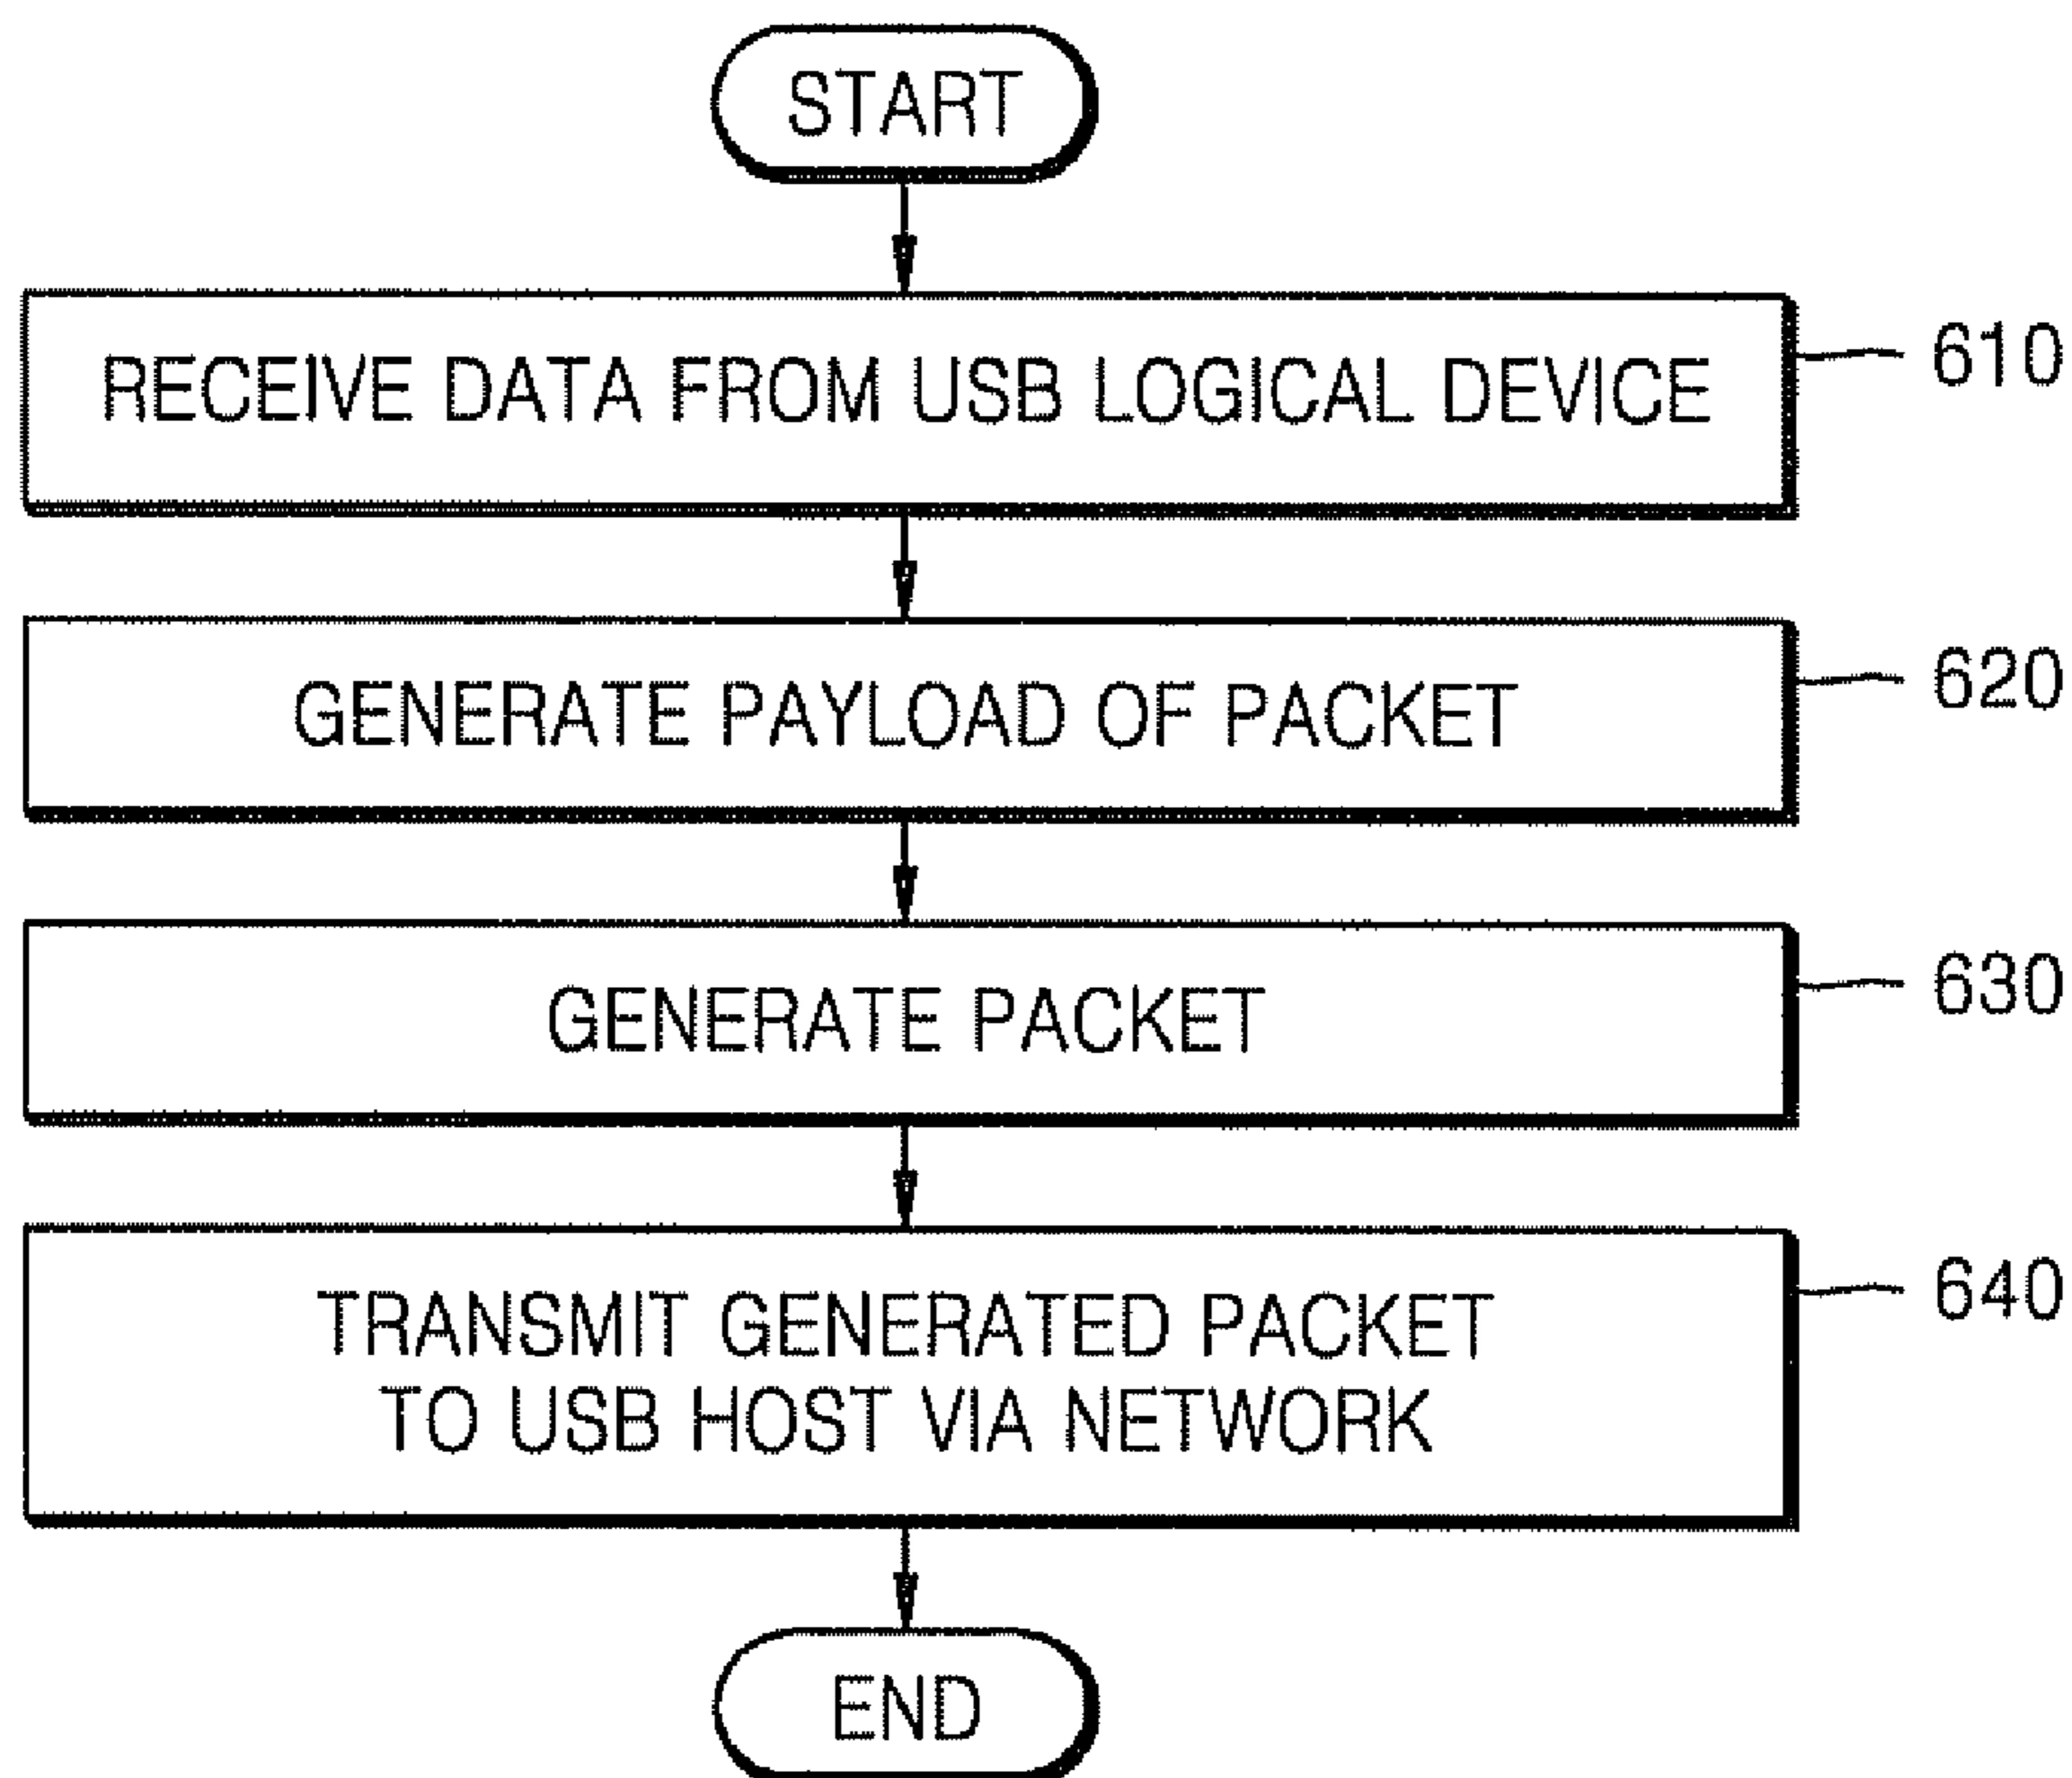 START
RECEIVE DATA FROM USB LOGICAL DEVICE
610
GENERATE PAYLOAD OF PACKET
620
GENERATE PACKET
630
TRANSMIT GENERATED PACKET
TO USB HOST VIA NETWORK
640
END